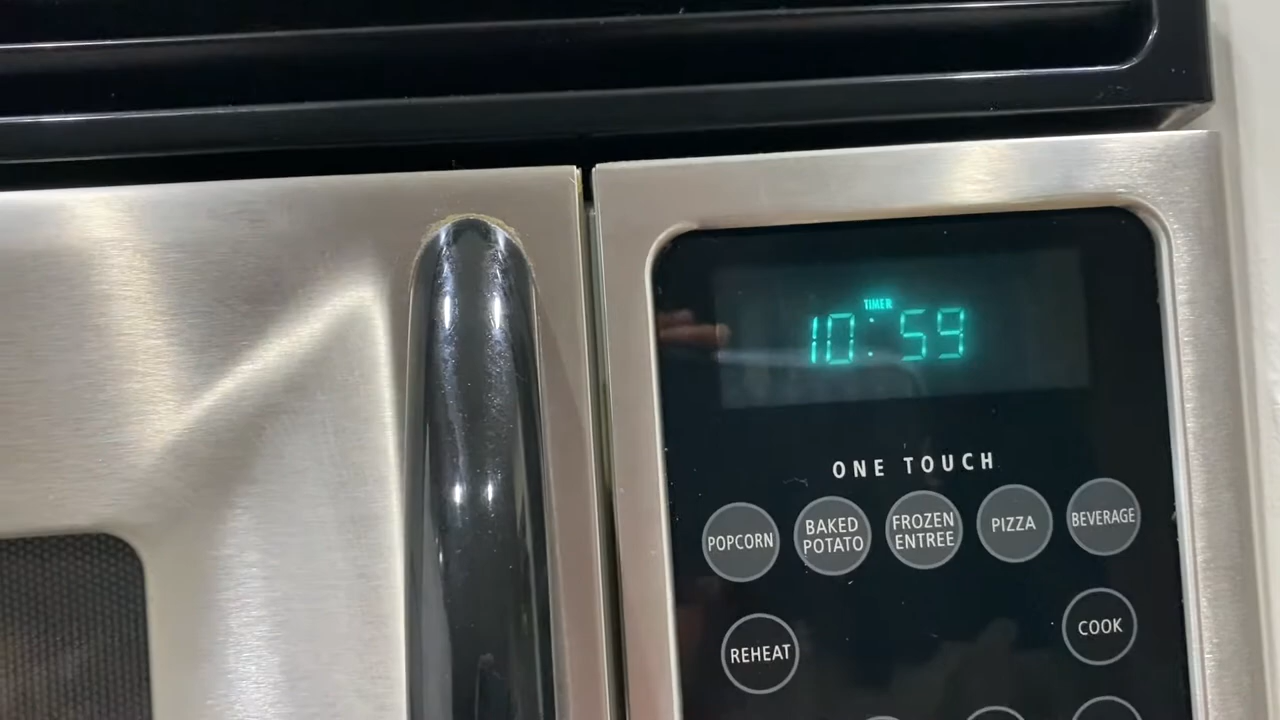 TIMER
10:59
ONE TOUCH
POPCORN
BAKED
POTATO
FROZEN
ENTREE
PIZZA
BEVERAGE
REHEAT
COOK